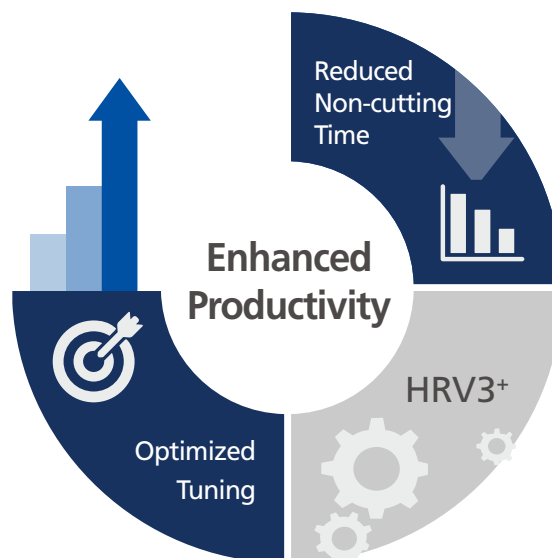 Reduced
Non-cutting
Time
Enhanced
Productivity
HRV3⁺
Optimized
Tuning